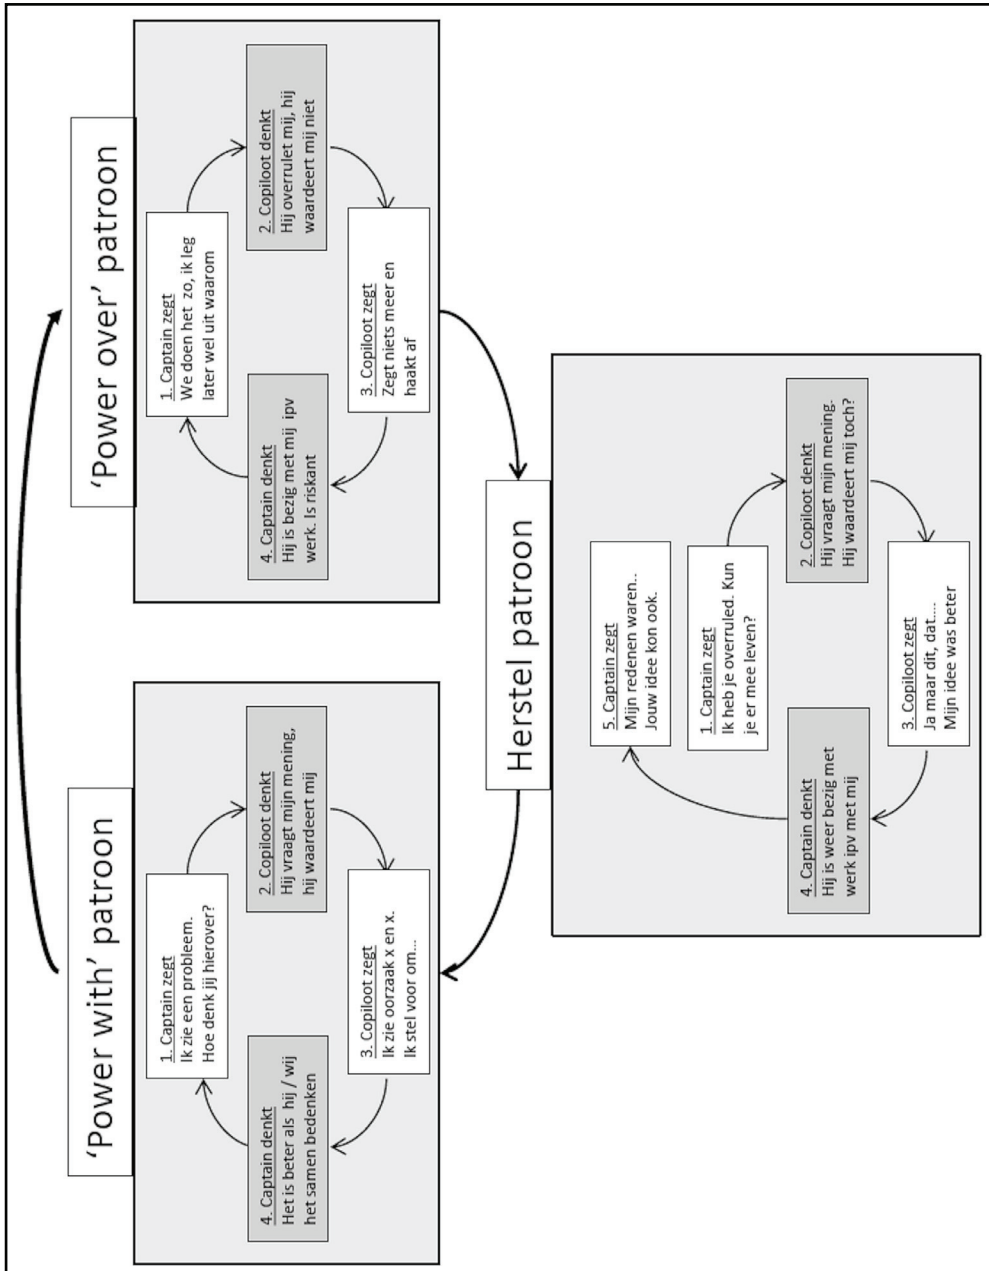 'Power with' patroon
1. Captain zegt
Ik zie een probleem.
Hoe denk jij hierover?
2. Copiloot denkt
Hij vraagt mijn mening,
hij waardeert mij
3. Copiloot zegt
Ik zie oorzaak x en x.
Ik stel voor om...
4. Captain denkt
Het is beter als hij / wij
het samen bedenken
'Power over' patroon
1. Captain zegt
We doen het zo, ik leg
later wel uit waarom
2. Copiloot denkt
Hij overrulet mij, hij
waardeert mij niet
3. Copiloot zegt
Zegt niets meer en
haakt af
4. Captain denkt
Hij is bezig met mij ipv
werk. Is riskant
Herstel patroon
5. Captain zegt
Mijn redenen waren..
Jouw idee kon ook.
1. Captain zegt
Ik heb je overruled. Kun
je er mee leven?
2. Copiloot denkt
Hij vraagt mijn mening.
Hij waardeert mij toch?
3. Copiloot zegt
Ja maar dit, dat....
Mijn idee was beter
4. Captain denkt
Hij is weer bezig met
werk ipv met mij